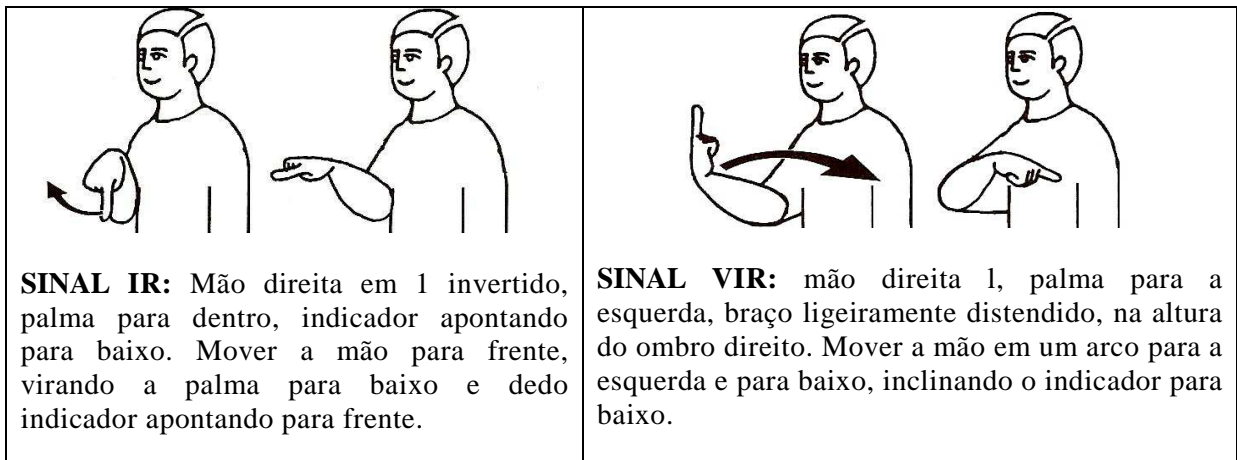 SINAL IR: Mão direita em 1 invertido,
palma para dentro, indicador apontando
para baixo. Mover a mão para frente,
virando a palma para baixo e dedo
indicador apontando para frente.
SINAL VIR: mão direita l, palma para a
esquerda, braço ligeiramente distendido, na altura
do ombro direito. Mover a mão em um arco para a
esquerda e para baixo, inclinando o indicador para
baixo.